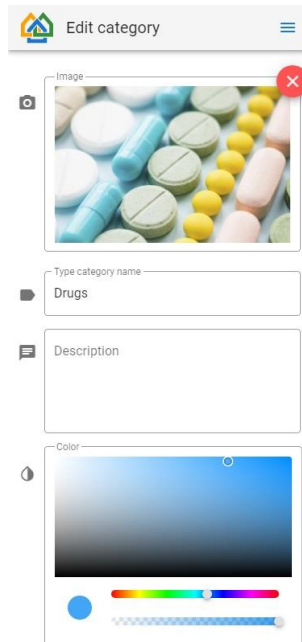 Edit category
Image
Type category name
Drugs
Description
Color